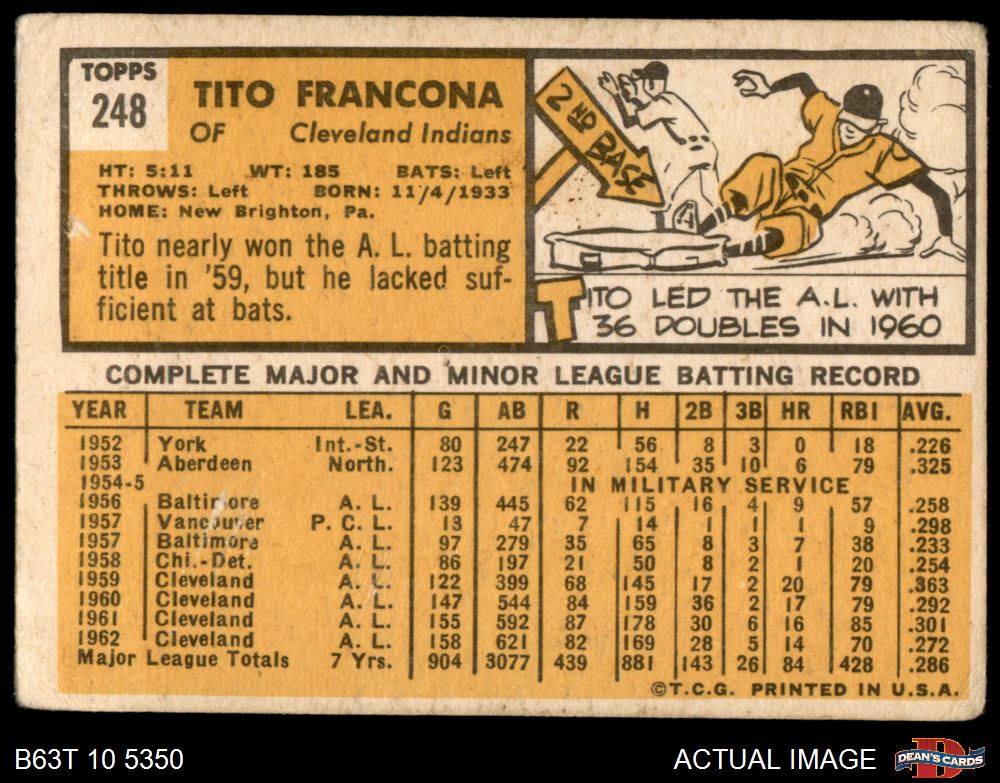 TOPPS
248
TITO FRANCONA
OF Cleveland Indians
HT: 5:11 WT: 185 BATS: Left
THROWS: Left BORN: 11/4/1933
HOME: New Brighton, Pa.
Tito nearly won the A. L. batting
title in '59, but he lacked suf-
ficient at bats.
2ND BASE
TITO LED THE A.L. WITH
36 DOUBLES IN 1960
COMPLETE MAJOR AND MINOR LEAGUE BATTING RECORD
YEAR TEAM LEA. G AB R H 2B 3B HR RBI AVG.
1952 York Int.-St. 80 247 22 56 8 3 0 18 .226
1953 Aberdeen North. 123 474 92 154 35 10 6 79 .325
1954-5 IN MILITARY SERVICE
1956 Baltimore A. L. 139 445 62 115 16 4 9 57 .258
1957 Vancouver P. C. L. 13 47 7 14 1 1 1 9 .298
1957 Baltimore A. L. 97 279 35 65 8 3 7 38 .233
1958 Chi.-Det. A. L. 86 197 21 50 8 2 1 20 .254
1959 Cleveland A. L. 122 399 68 145 17 2 20 79 .363
1960 Cleveland A. L. 147 544 84 159 36 2 17 79 .292
1961 Cleveland A. L. 155 592 87 178 30 6 16 85 .301
1962 Cleveland A. L. 158 621 82 169 28 5 14 70 .272
Major League Totals 7 Yrs. 904 3077 439 881 143 26 84 428 .286
©T.C.G. PRINTED IN U.S.A.
B63T 10 5350
ACTUAL IMAGE
D
DEAN'S CARDS